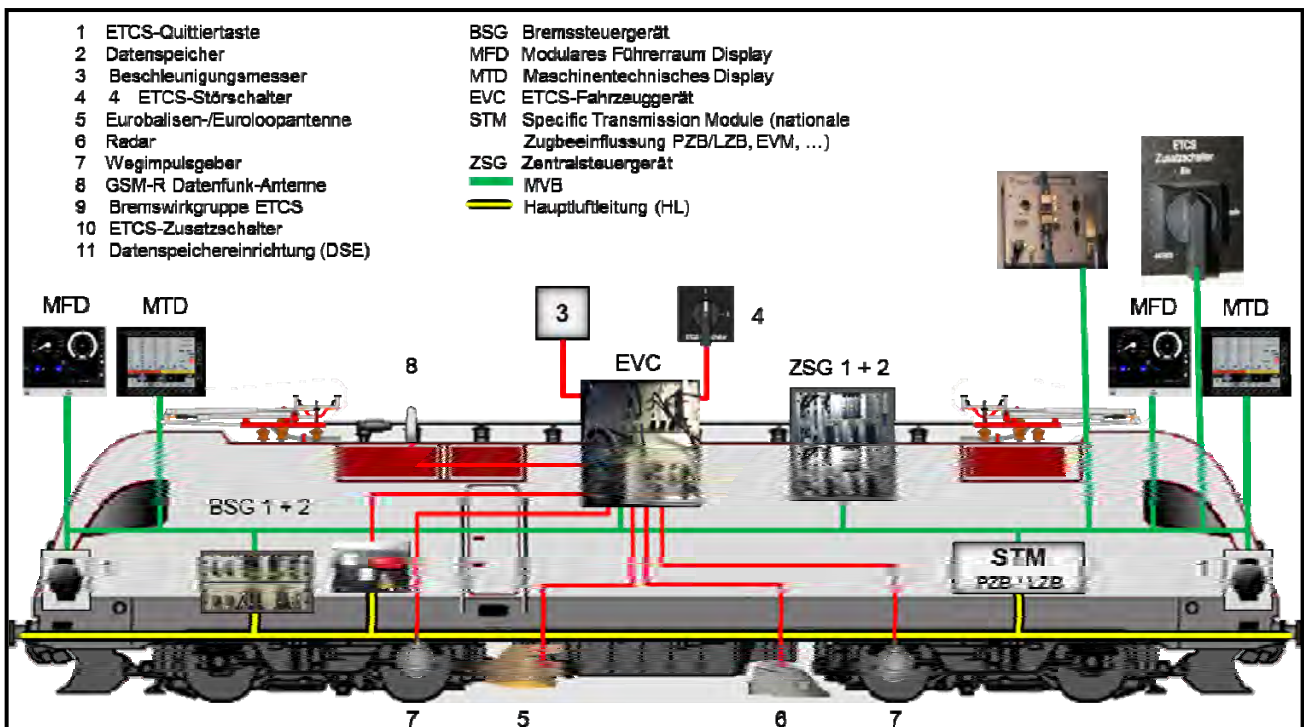 1 ETCS-Quittiertaste
2 Datenspeicher
3 Beschleunigungsmesser
4 4 ETCS-Störschalter
5 Eurobalisen-/Euroloopantenne
6 Radar
7 Wegimpulsgeber
8 GSM-R Datenfunk-Antenne
9 Bremswirkgruppe ETCS
10 ETCS-Zusatzschalter
11 Datenspeichereinrichtung (DSE)
BSG Bremssteuergerät
MFD Modulares Führerraum Display
MTD Maschinentechnisches Display
EVC ETCS-Fahrzeuggerät
STM Specific Transmission Module (nationale
Zugbeeinflussung PZB/LZB, EVM, ...)
ZSG Zentralsteuergerät
MVB
Hauptluftleitung (HL)
ETCS
Zusatzschalter
Ein
MFD
MTD
3
4
8
EVC
ZSG 1 + 2
MFD
MTD
BSG 1 + 2
STM
PZB / LZB
7
5
6
7